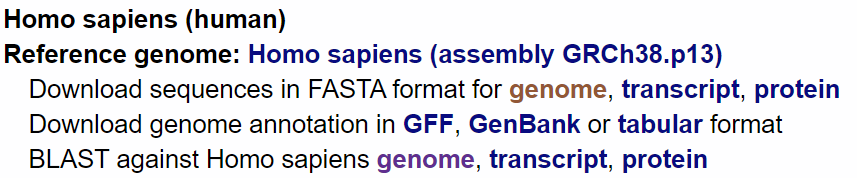 Homo sapiens (human)
Reference genome: Homo sapiens (assembly GRCh38.p13)
Download sequences in FASTA format for genome, transcript, protein
Download genome annotation in GFF, GenBank or tabular format
BLAST against Homo sapiens genome, transcript, protein